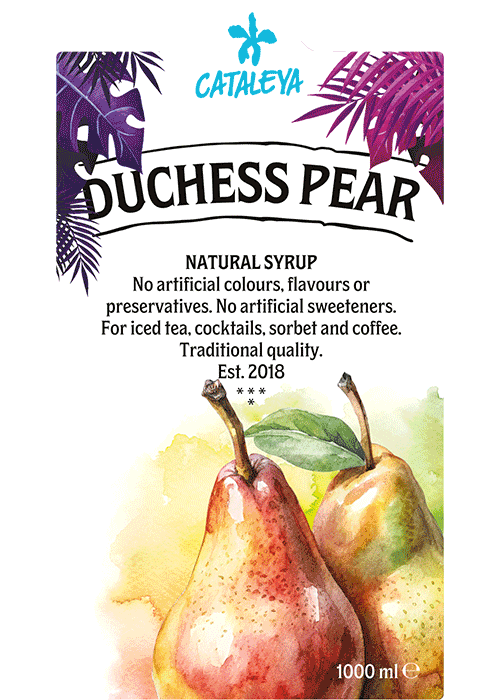 CATALEYA
DUCHESS PEAR
NATURAL SYRUP
No artificial colours, flavours or
preservatives. No artificial sweeteners.
For iced tea, cocktails, sorbet and coffee.
Traditional quality.
Est. 2018
***
*
1000 ml ℮